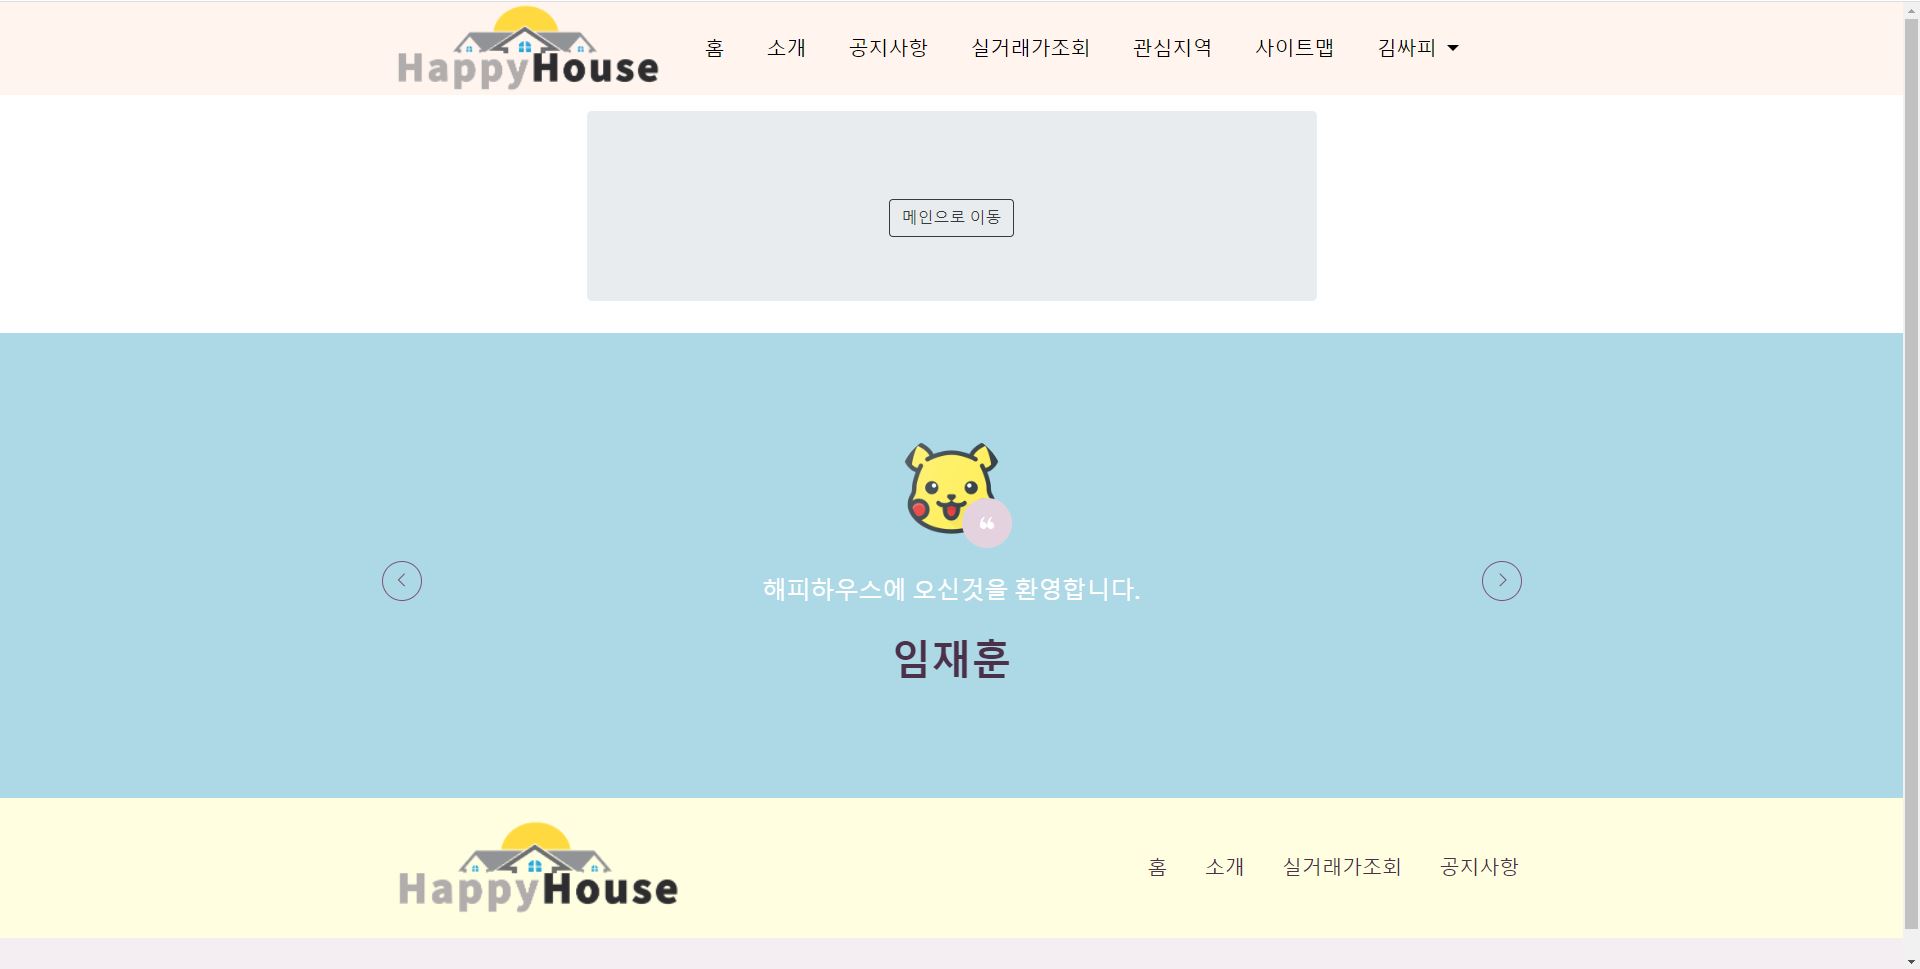 HappyHouse 홈 소개 공지사항 실거래가조회 관심지역 사이트맵 김싸피
메인으로 이동
❝
해피하우스에 오신것을 환영합니다.
임재훈
HappyHouse 홈 소개 실거래가조회 공지사항